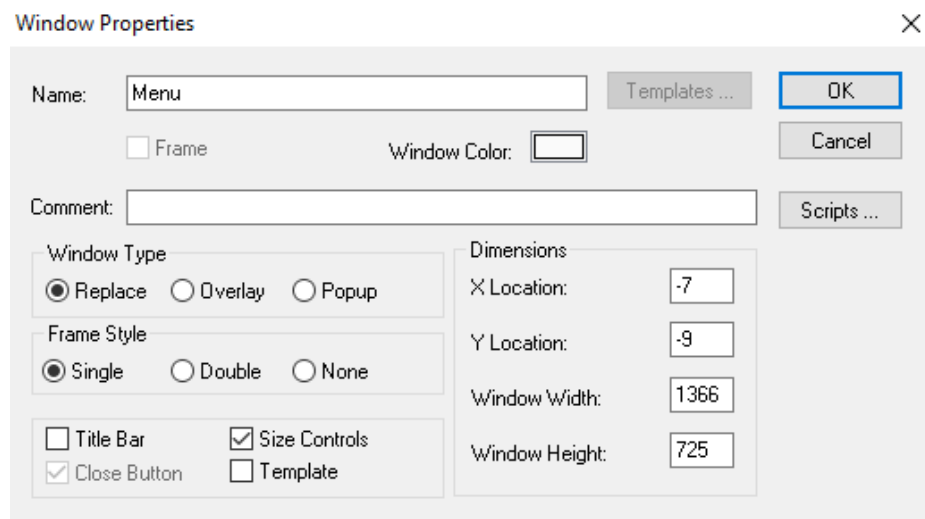 Window Properties
Name: Menu Templates ... OK
Frame Window Color: Cancel
Comment: Scripts ...
Window Type
Replace Overlay Popup
Frame Style
Single Double None
Title Bar Size Controls
Close Button Template
Dimensions
X Location: -7
Y Location: -9
Window Width: 1366
Window Height: 725